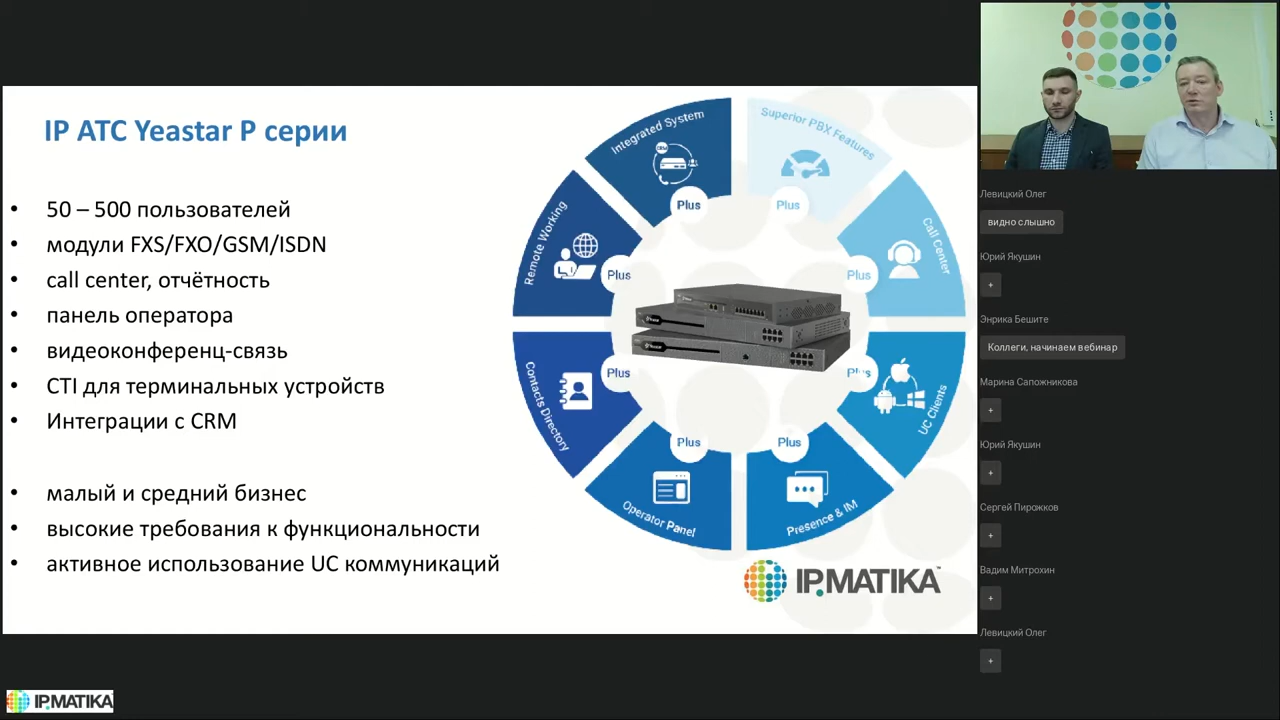 IP АТС Yeastar P серии
• 50 – 500 пользователей
• модули FXS/FXO/GSM/ISDN
• call center, отчётность
• панель оператора
• видеоконференц-связь
• CTI для терминальных устройств
• Интеграции с CRM
• малый и средний бизнес
• высокие требования к функциональности
• активное использование UC коммуникаций
Integrated System
CRM
Plus
Superior PBX Features
Plus
Call Center
Plus
UC Clients
Plus
Presence & IM
Plus
Operator Panel
Plus
Contacts Directory
Plus
Remote Working
Plus
Yeastar
IPMATIKA
IPMATIKA
Левицкий Олег
видно слышно
Юрий Якушин
+
Энрика Бешите
Коллеги, начинаем вебинар
Марина Сапожникова
+
Юрий Якушин
+
Сергей Пирожков
+
Вадим Митрохин
+
Левицкий Олег
+